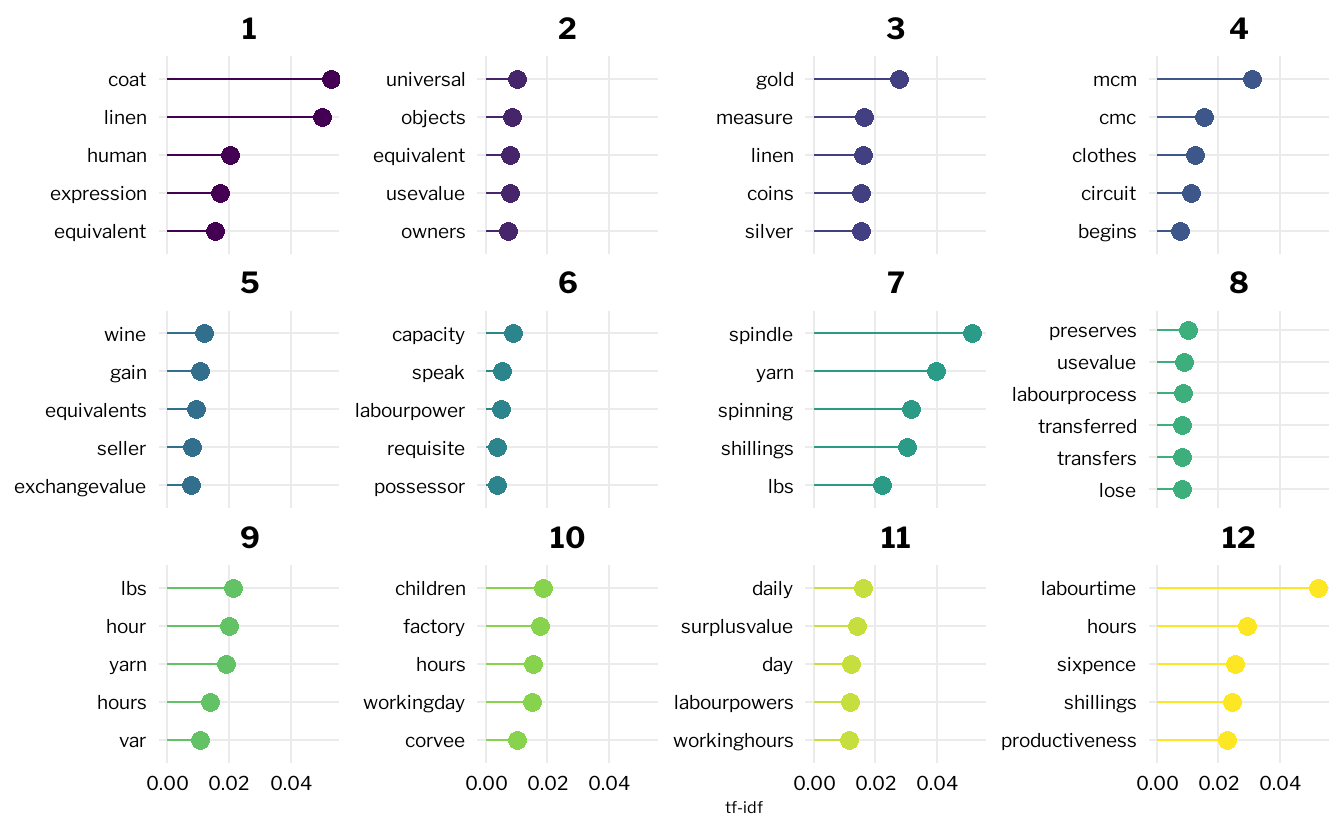 1
coat
linen
human
expression
equivalent
2
universal
objects
equivalent
usevalue
owners
3
gold
measure
linen
coins
silver
4
mcm
cmc
clothes
circuit
begins
5
wine
gain
equivalents
seller
exchangevalue
6
capacity
speak
labourpower
requisite
possessor
7
spindle
yarn
spinning
shillings
lbs
8
preserves
usevalue
labourprocess
transferred
transfers
lose
9
lbs
hour
yarn
hours
var
10
children
factory
hours
workingday
corvee
11
daily
surplusvalue
day
labourpowers
workinghours
12
labourtime
hours
sixpence
shillings
productiveness
0.00 0.02 0.04
0.00 0.02 0.04
0.00 0.02 0.04
0.00 0.02 0.04
tf-idf